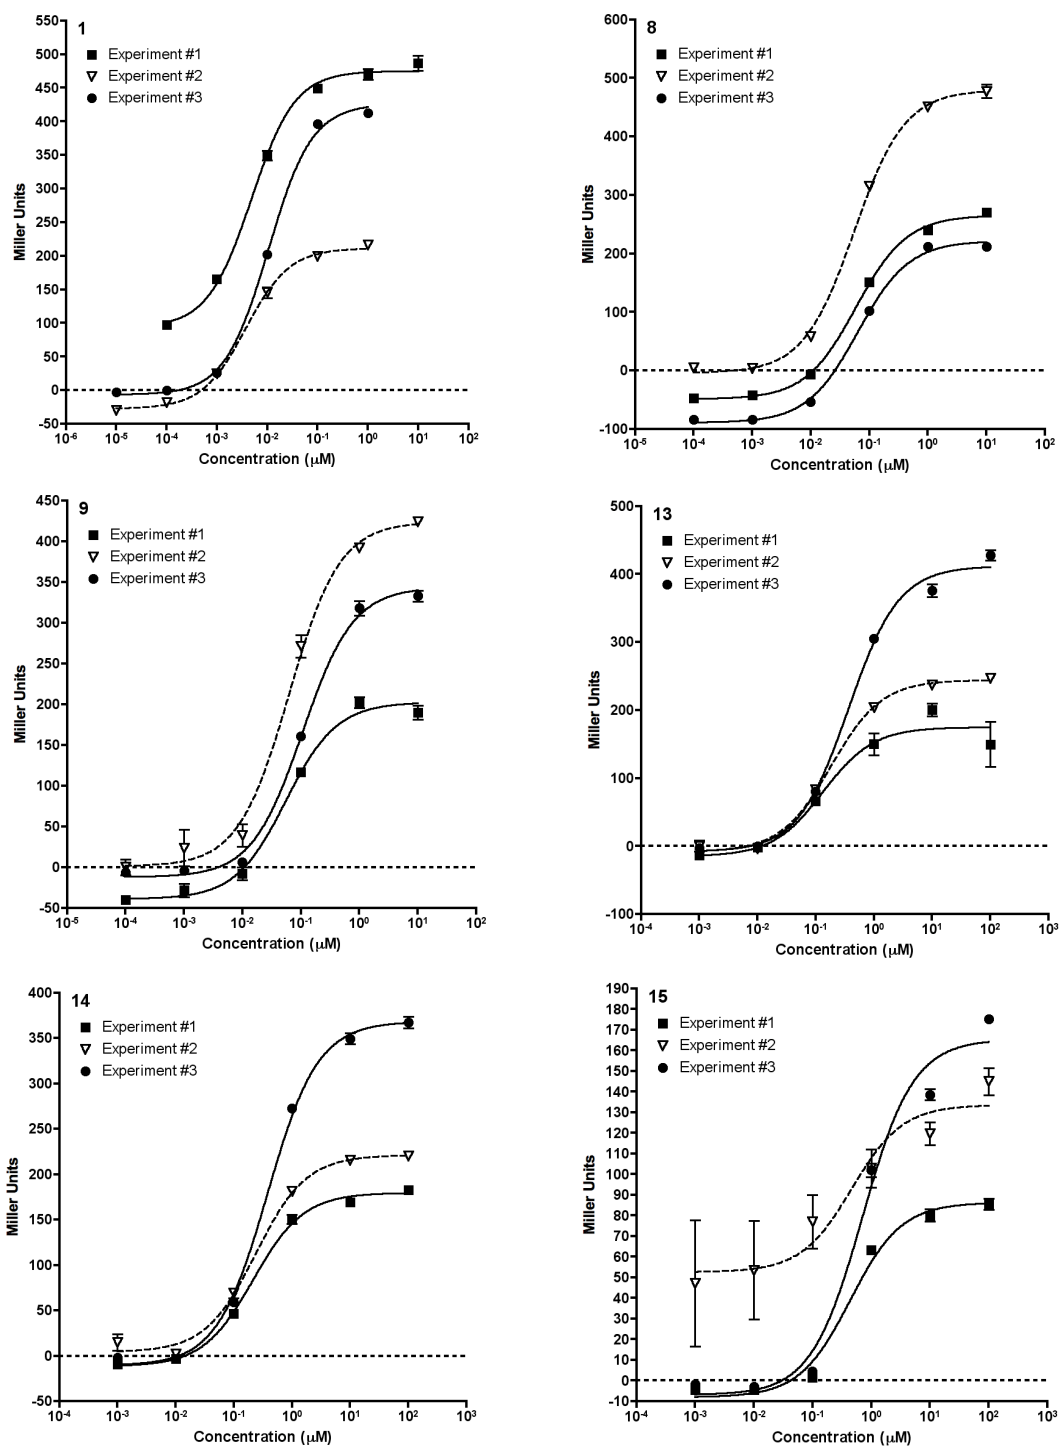 1
Experiment #1
Experiment #2
Experiment #3
550
500
450
400
350
300
250
200
150
100
50
0
-50
Miller Units
10⁻⁶ 10⁻⁵ 10⁻⁴ 10⁻³ 10⁻² 10⁻¹ 10⁰ 10¹ 10²
Concentration (µM)
8
Experiment #1
Experiment #2
Experiment #3
600
500
400
300
200
100
0
-100
Miller Units
10⁻⁵ 10⁻⁴ 10⁻³ 10⁻² 10⁻¹ 10⁰ 10¹ 10²
Concentration (µM)
9
Experiment #1
Experiment #2
Experiment #3
450
400
350
300
250
200
150
100
50
0
-50
Miller Units
10⁻⁵ 10⁻⁴ 10⁻³ 10⁻² 10⁻¹ 10⁰ 10¹ 10²
Concentration (µM)
13
Experiment #1
Experiment #2
Experiment #3
500
400
300
200
100
0
-100
Miller Units
10⁻⁴ 10⁻³ 10⁻² 10⁻¹ 10⁰ 10¹ 10² 10³
Concentration (µM)
14
Experiment #1
Experiment #2
Experiment #3
400
350
300
250
200
150
100
50
0
-50
Miller Units
10⁻⁴ 10⁻³ 10⁻² 10⁻¹ 10⁰ 10¹ 10² 10³
Concentration (µM)
15
Experiment #1
Experiment #2
Experiment #3
190
180
170
160
150
140
130
120
110
100
90
80
70
60
50
40
30
20
10
0
-10
Miller Units
10⁻⁴ 10⁻³ 10⁻² 10⁻¹ 10⁰ 10¹ 10² 10³
Concentration (µM)